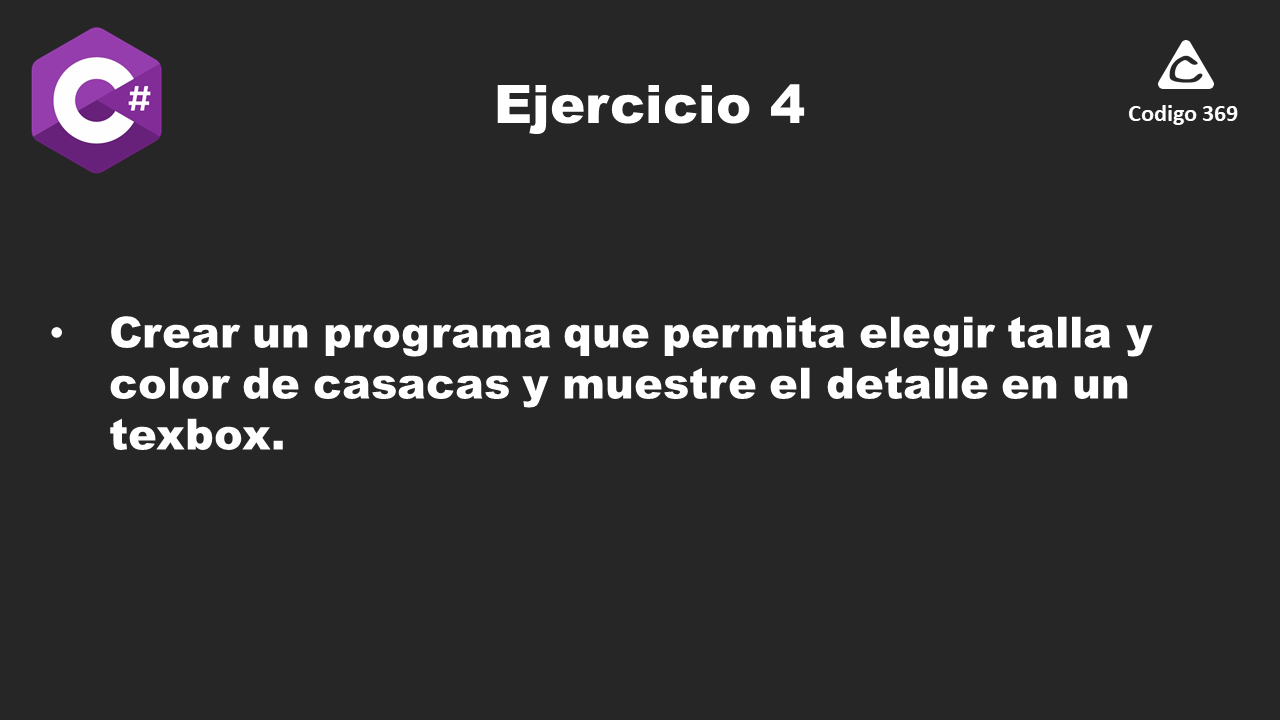 C#
Ejercicio 4
C
Codigo 369
• Crear un programa que permita elegir talla y
color de casacas y muestre el detalle en un
texbox.